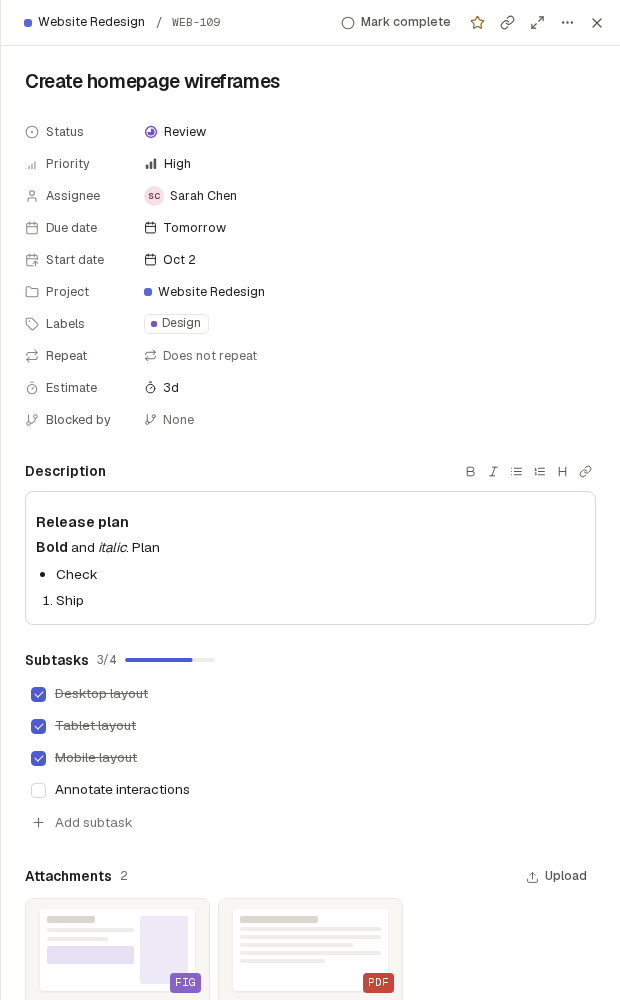 Website Redesign / WEB-109 Mark complete
Create homepage wireframes
Status Review
Priority High
Assignee SC Sarah Chen
Due date Tomorrow
Start date Oct 2
Project Website Redesign
Labels Design
Repeat Does not repeat
Estimate 3d
Blocked by None
Description B I H
Release plan
Bold and italic. Plan
• Check
1. Ship
Subtasks 3/4
Desktop layout
Tablet layout
Mobile layout
Annotate interactions
Add subtask
Attachments 2 Upload
FIG PDF